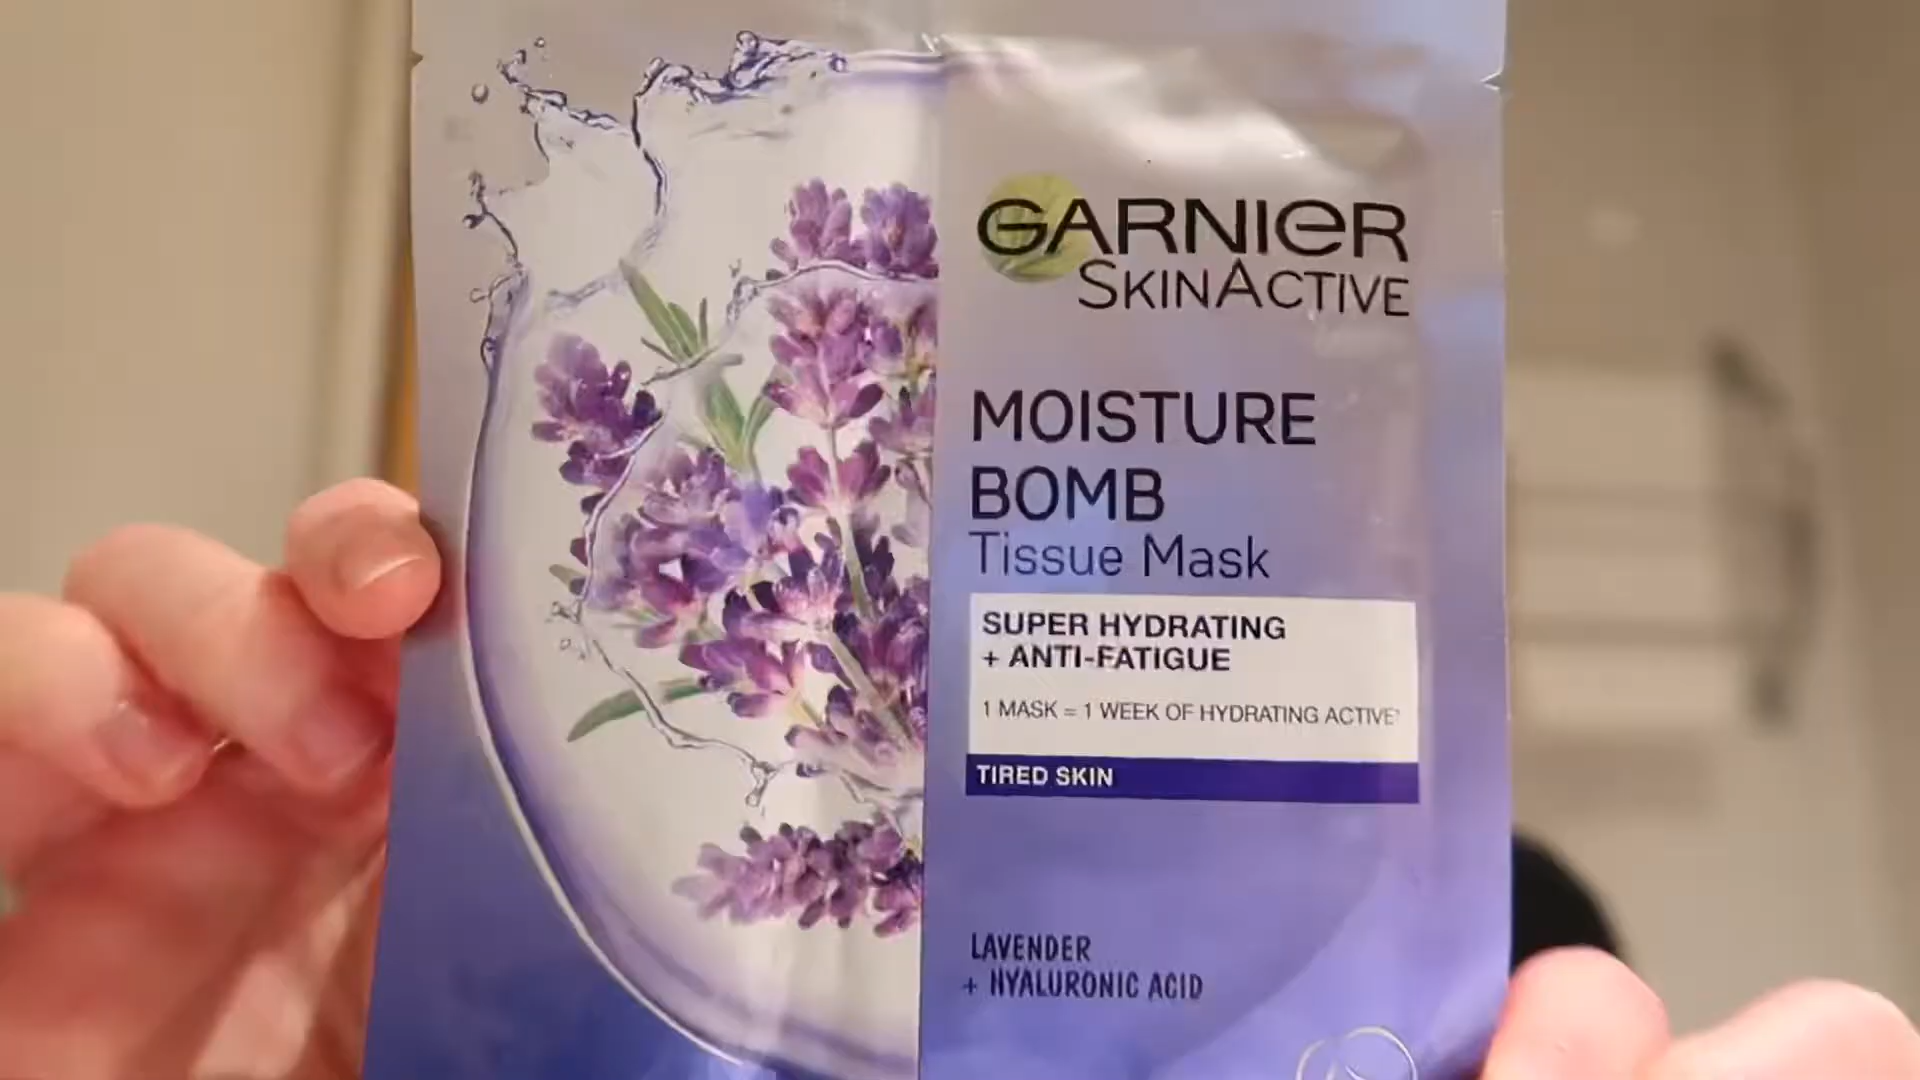 GARNIER
SKINACTIVE
MOISTURE
BOMB
Tissue Mask
SUPER HYDRATING
+ ANTI-FATIGUE
1 MASK = 1 WEEK OF HYDRATING ACTIVE¹
TIRED SKIN
LAVENDER
+ HYALURONIC ACID